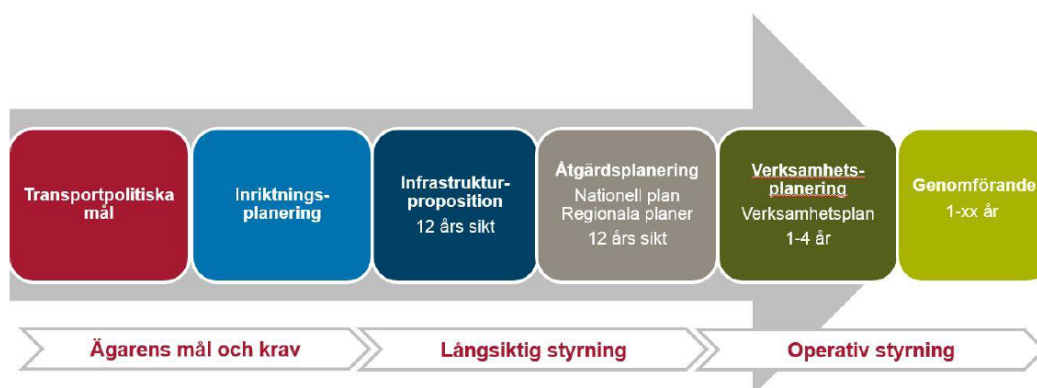 Transportpolitiska
mål
Inriktnings-
planering
Infrastruktur-
proposition
12 års sikt
Åtgärdsplanering
Nationell plan
Regionala planer
12 års sikt
Verksamhets-
planering
Verksamhetsplan
1-4 år
Genomförande
1-xx år
Ägarens mål och krav
Långsiktig styrning
Operativ styrning